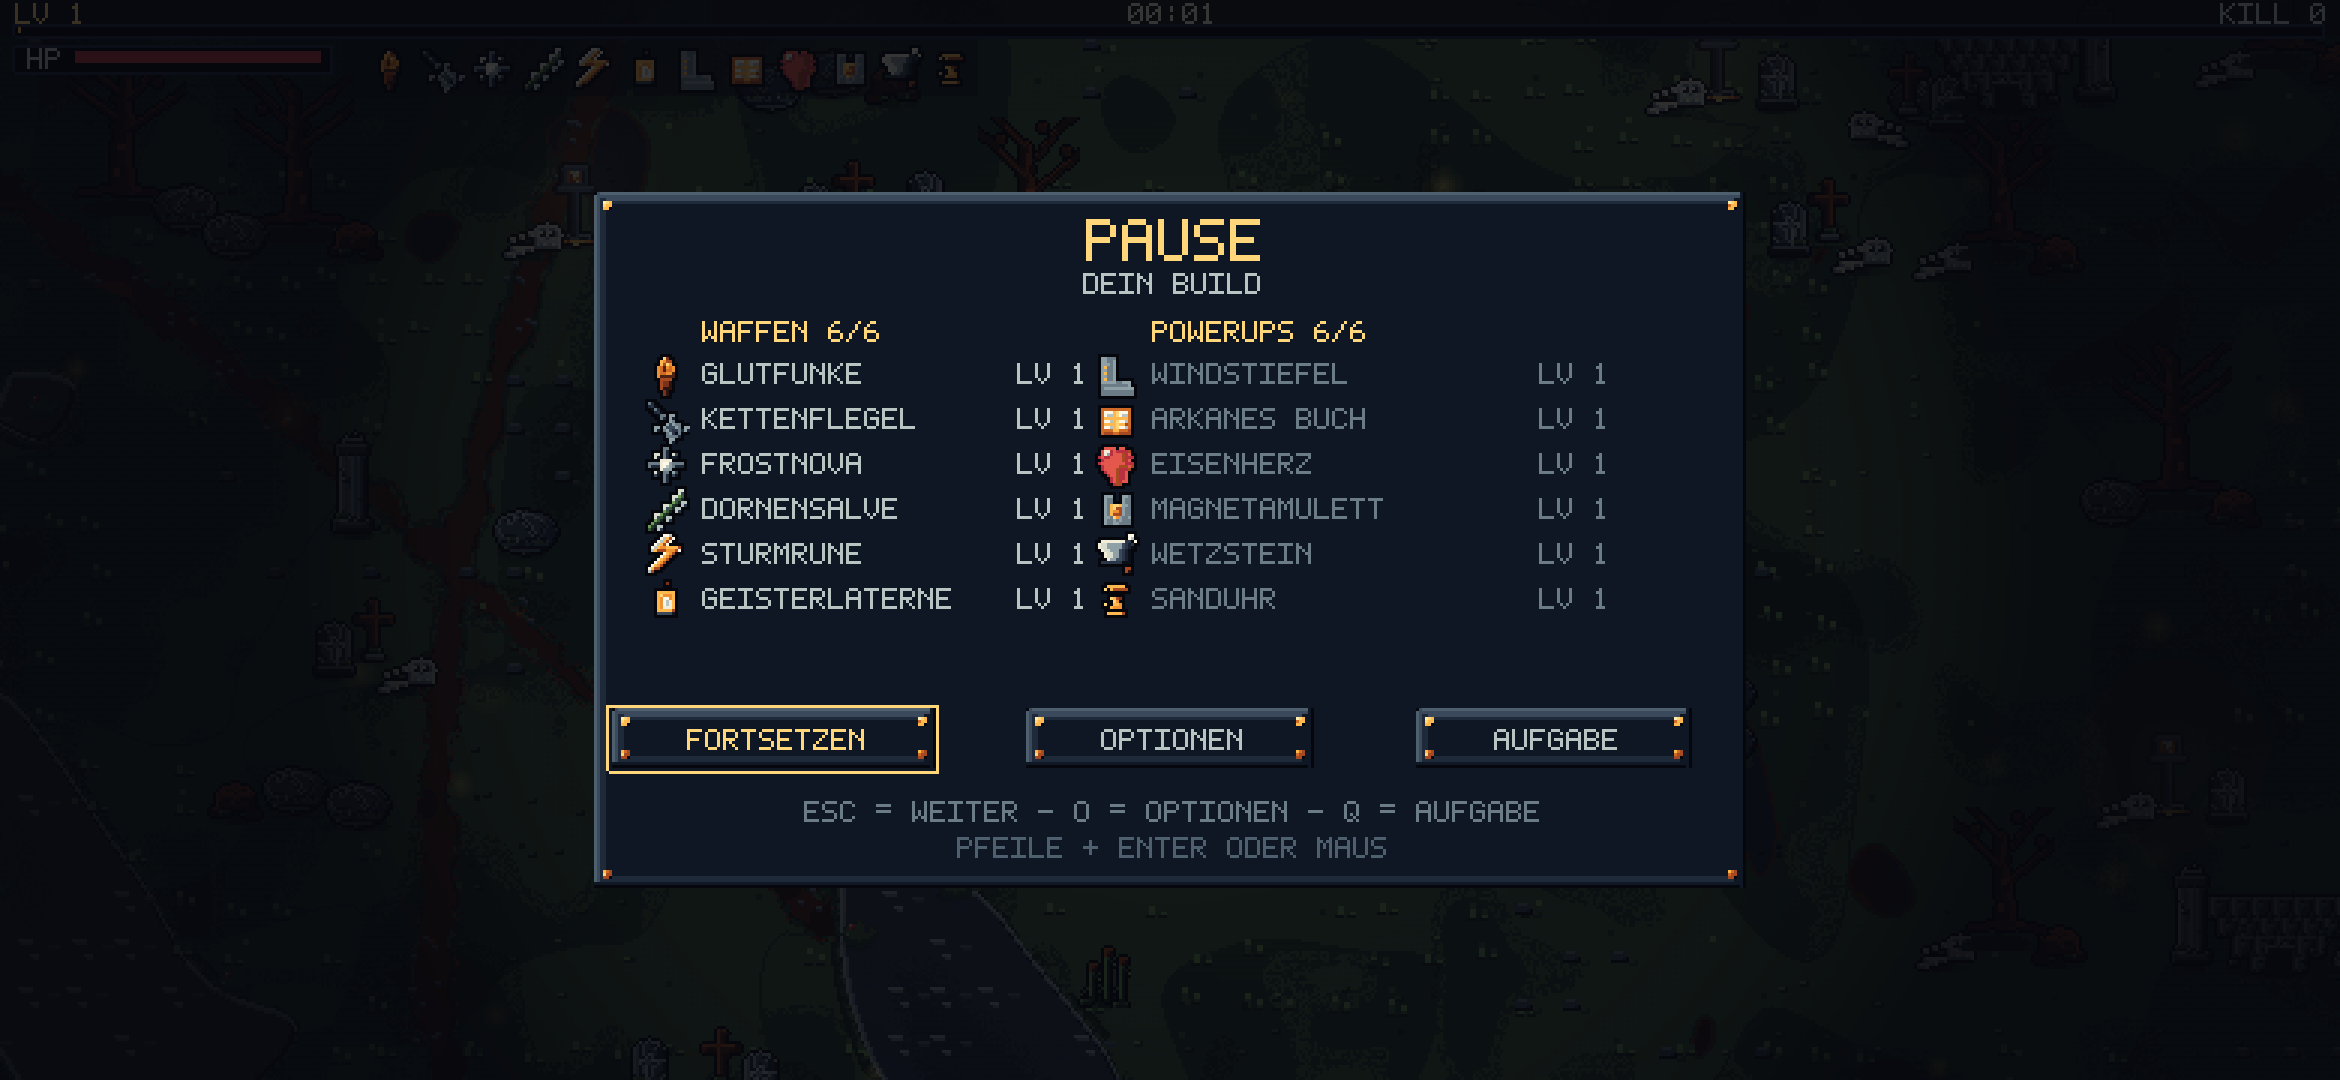 LV 1
00:01
KILL 0
HP
PAUSE
DEIN BUILD
WAFFEN 6/6
GLUTFUNKE LV 1
KETTENFLEGEL LV 1
FROSTNOVA LV 1
DORNENSALVE LV 1
STURMRUNE LV 1
GEISTERLATERNE LV 1
POWERUPS 6/6
WINDSTIEFEL LV 1
ARKANES BUCH LV 1
EISENHERZ LV 1
MAGNETAMULETT LV 1
WETZSTEIN LV 1
SANDUHR LV 1
FORTSETZEN
OPTIONEN
AUFGABE
ESC = WEITER - O = OPTIONEN - Q = AUFGABE
PFEILE + ENTER ODER MAUS